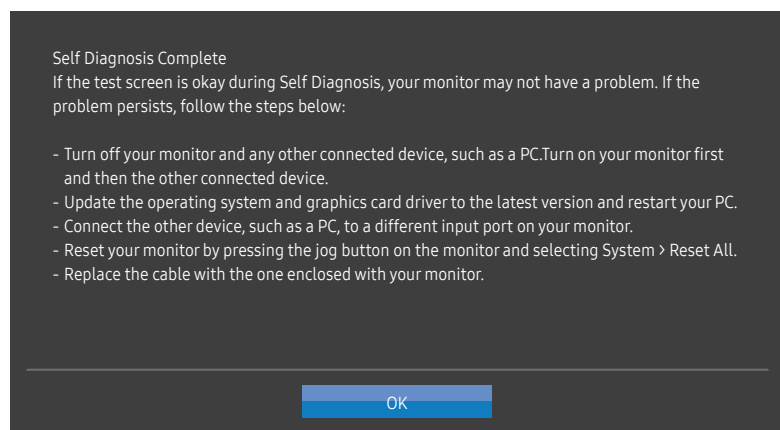 Self Diagnosis Complete
If the test screen is okay during Self Diagnosis, your monitor may not have a problem. If the
problem persists, follow the steps below:
- Turn off your monitor and any other connected device, such as a PC.Turn on your monitor first
and then the other connected device.
- Update the operating system and graphics card driver to the latest version and restart your PC.
- Connect the other device, such as a PC, to a different input port on your monitor.
- Reset your monitor by pressing the jog button on the monitor and selecting System > Reset All.
- Replace the cable with the one enclosed with your monitor.
OK